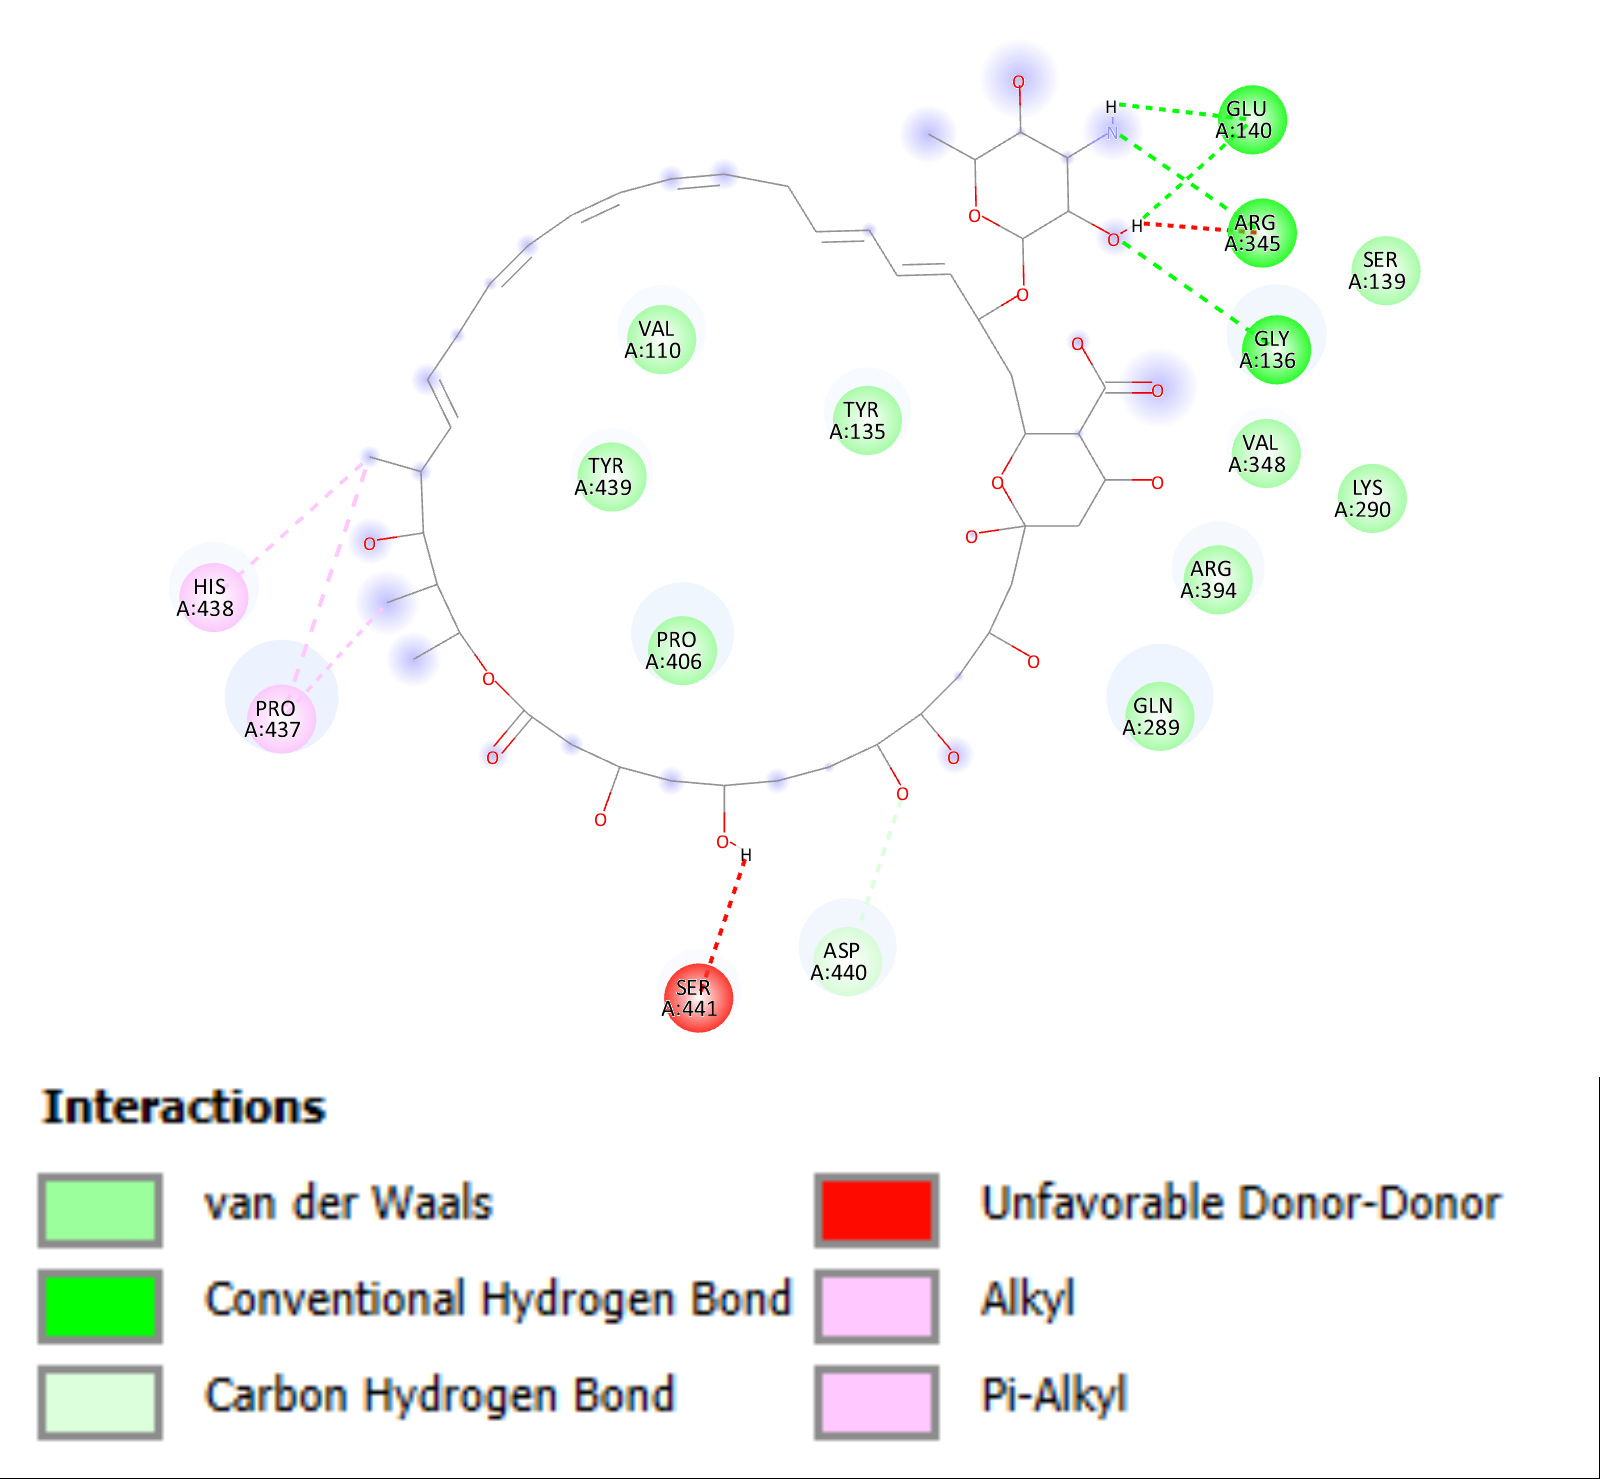 O
H
N
GLU
A:140
O
O
H
ARG
A:345
SER
A:139
O
VAL
A:110
GLY
A:136
O
O
TYR
A:135
VAL
A:348
TYR
A:439
O
O
LYS
A:290
O
O
HIS
A:438
ARG
A:394
PRO
A:406
O
O
PRO
A:437
GLN
A:289
O
O
O
O
O
H
ASP
A:440
SER
A:441
Interactions
van der Waals
Conventional Hydrogen Bond
Carbon Hydrogen Bond
Unfavorable Donor-Donor
Alkyl
Pi-Alkyl